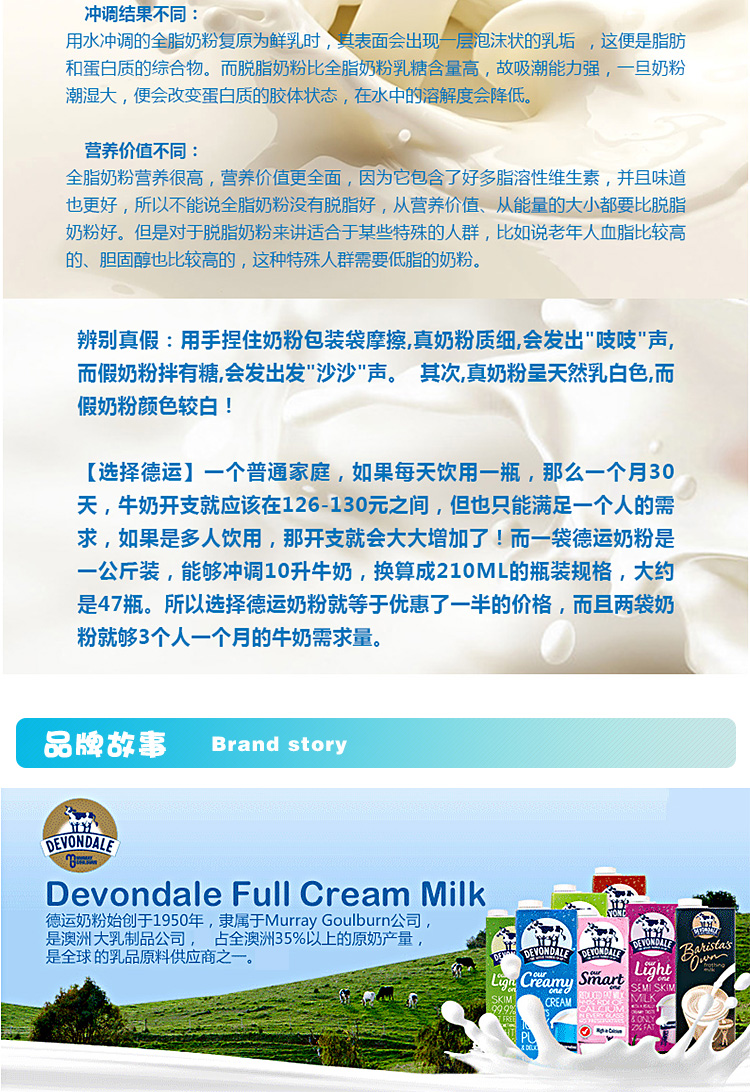 冲调结果不同：
用水冲调的全脂奶粉复原为鲜乳时，其表面会出现一层泡沫状的乳垢 ，这便是脂肪
和蛋白质的综合物。而脱脂奶粉比全脂奶粉乳糖含量高，故吸潮能力强，一旦奶粉
潮湿大，便会改变蛋白质的胶体状态，在水中的溶解度会降低。
营养价值不同：
全脂奶粉营养很高，营养价值更全面，因为它包含了好多脂溶性维生素，并且味道
也更好，所以不能说全脂奶粉没有脱脂好，从营养价值、从能量的大小都要比脱脂
奶粉好。但是对于脱脂奶粉来讲适合于某些特殊的人群，比如说老年人血脂比较高
的、胆固醇也比较高的，这种特殊人群需要低脂的奶粉。
辨别真假：用手捏住奶粉包装袋摩擦,真奶粉质细,会发出"吱吱"声,
而假奶粉拌有糖,会发出发"沙沙"声。 其次,真奶粉呈天然乳白色,而
假奶粉颜色较白！
【选择德运】一个普通家庭，如果每天饮用一瓶，那么一个月30
天，牛奶开支就应该在126-130元之间，但也只能满足一个人的需
求，如果是多人饮用，那开支就会大大增加了！而一袋德运奶粉是
一公斤装，能够冲调10升牛奶，换算成210ML的瓶装规格，大约
是47瓶。所以选择德运奶粉就等于优惠了一半的价格，而且两袋奶
粉就够3个人一个月的牛奶需求量。
品牌故事 Brand story
DEVONDALE
MURRAY
GOULBURN
Devondale Full Cream Milk
德运奶粉始创于1950年，隶属于Murray Goulburn公司，
是澳洲大乳制品公司， 占全澳洲35%以上的原奶产量，
是全球的乳品原料供应商之一。
DEVONDALE
our
Creamy
one
CREAM
DEVONDALE
our
Smart
one
REDUCED FAT MILK
CALCIUM
IN EVERY GLASS
High in Calcium
DEVONDALE
our
Light
one
SEMI SKIM
MILK
& ONLY
2% FAT
DEVONDALE
Barista's
Own
frothing
milk
SKIM
99.9%